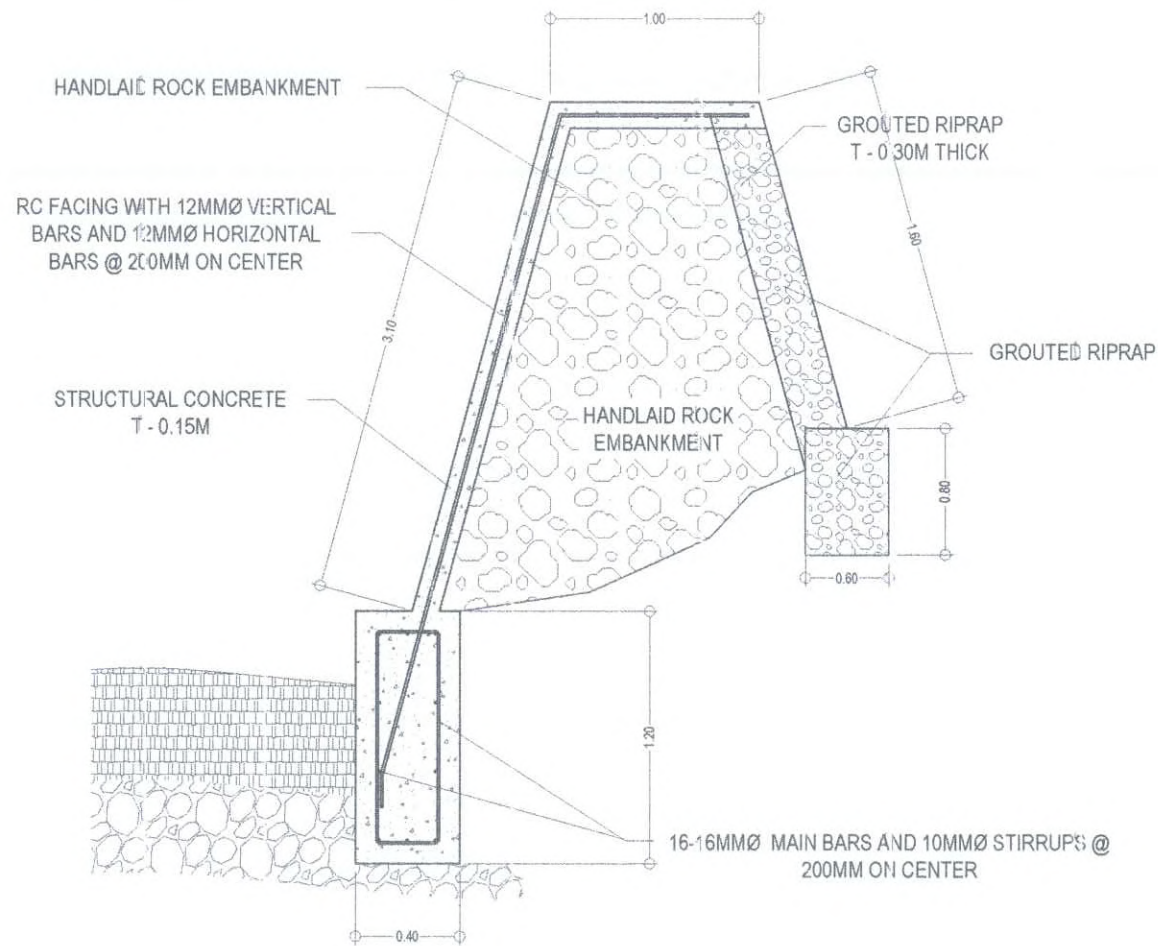 1.00
HANDLAID ROCK EMBANKMENT
GROUTED RIPRAP
T - 0.30M THICK
RC FACING WITH 12MMØ VERTICAL
BARS AND 12MMØ HORIZONTAL
BARS @ 200MM ON CENTER
1.60
3.10
GROUTED RIPRAP
STRUCTURAL CONCRETE
T - 0.15M
HANDLAID ROCK
EMBANKMENT
0.80
0.60
1.20
16-16MMØ MAIN BARS AND 10MMØ STIRRUPS @
200MM ON CENTER
0.40